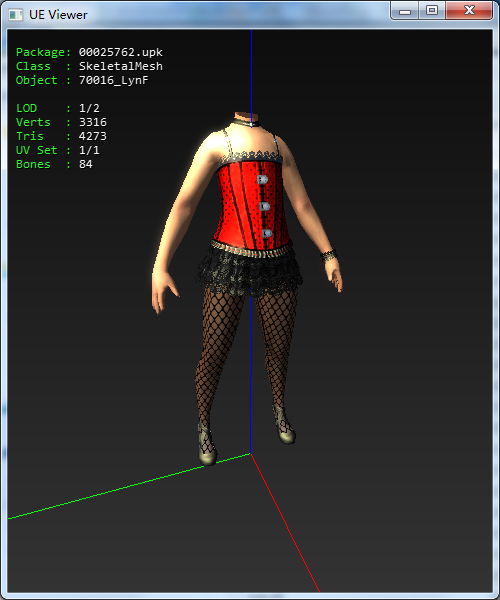 UE Viewer
Package: 00025762.upk
Class : SkeletalMesh
Object : 70016_LynF
LOD : 1/2
Verts : 3316
Tris : 4273
UV Set : 1/1
Bones : 84